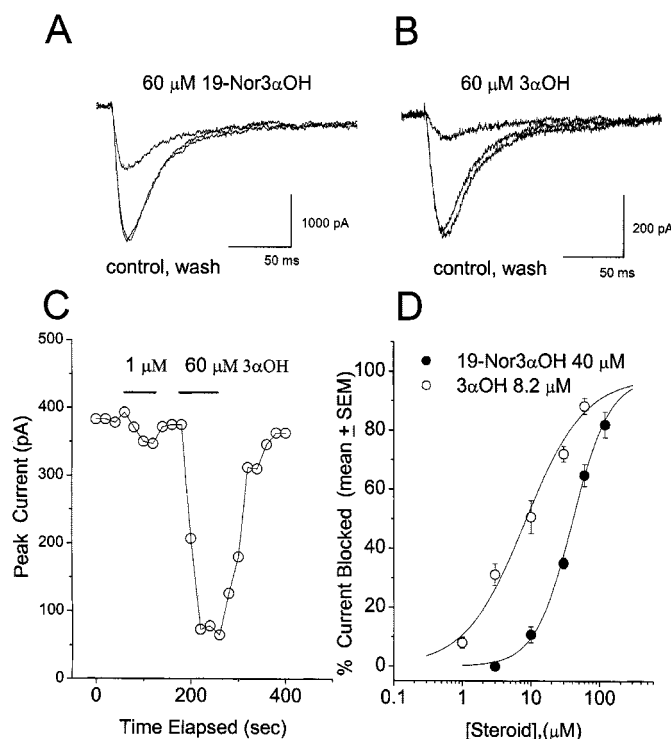 A
60 μM 19-Nor3αOH
1000 pA
50 ms
control, wash
B
60 μM 3αOH
200 pA
50 ms
control, wash
C
500
400
300
200
100
0
1 μM
60 μM 3αOH
Peak Current (pA)
0 200 400
Time Elapsed (sec)
D
19-Nor3αOH 40 μM
3αOH 8.2 μM
100
80
60
40
20
0
% Current Blocked (mean ± SEM)
0.1 1 10 100
[Steroid],(μM)